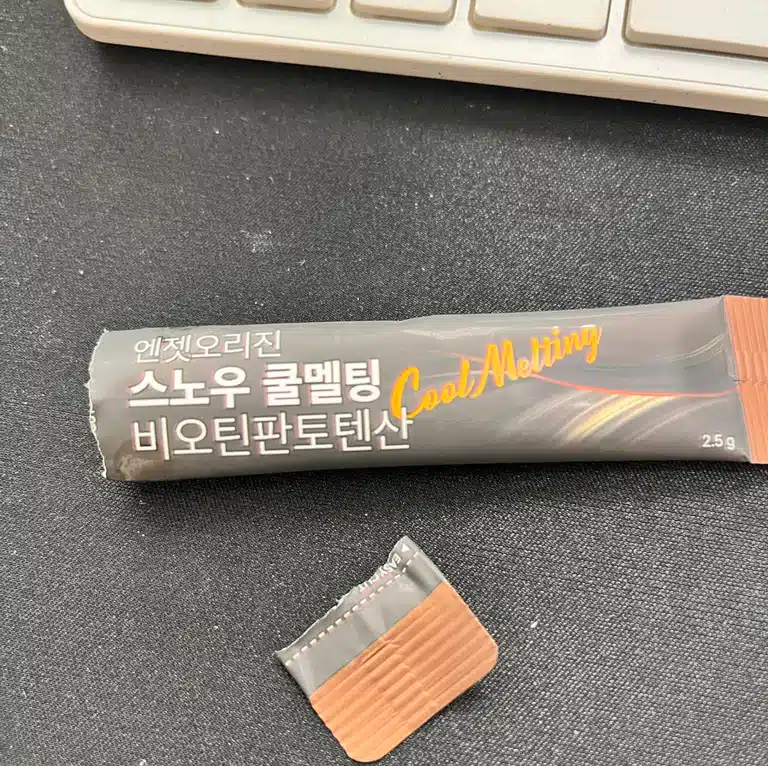 엔젯오리진
스노우 쿨멜팅
Cool Melting
비오틴판토텐산
2.5g